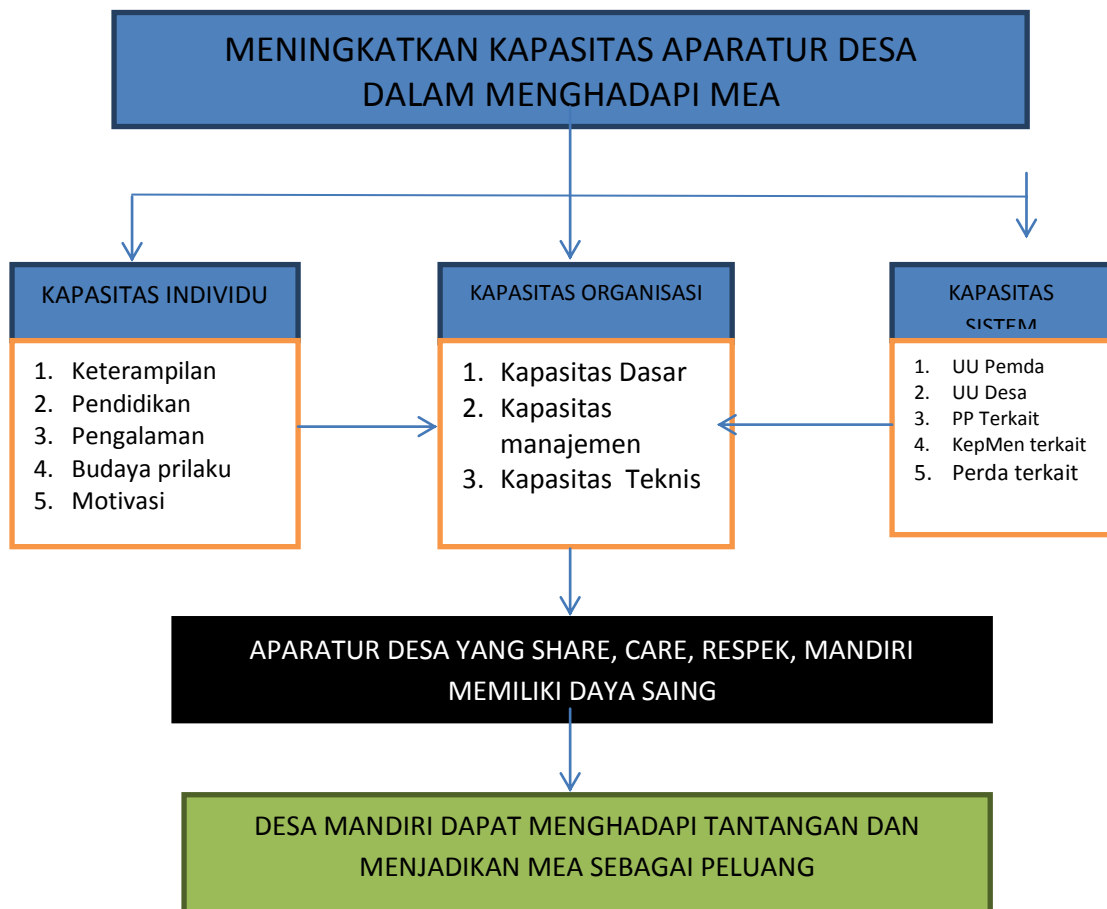 MENINGKATKAN KAPASITAS APARATUR DESA
DALAM MENGHADAPI MEA
KAPASITAS INDIVIDU
1. Keterampilan
2. Pendidikan
3. Pengalaman
4. Budaya prilaku
5. Motivasi
KAPASITAS ORGANISASI
1. Kapasitas Dasar
2. Kapasitas
manajemen
3. Kapasitas Teknis
KAPASITAS
SISTEM
1. UU Pemda
2. UU Desa
3. PP Terkait
4. KepMen terkait
5. Perda terkait
APARATUR DESA YANG SHARE, CARE, RESPEK, MANDIRI
MEMILIKI DAYA SAING
DESA MANDIRI DAPAT MENGHADAPI TANTANGAN DAN
MENJADIKAN MEA SEBAGAI PELUANG